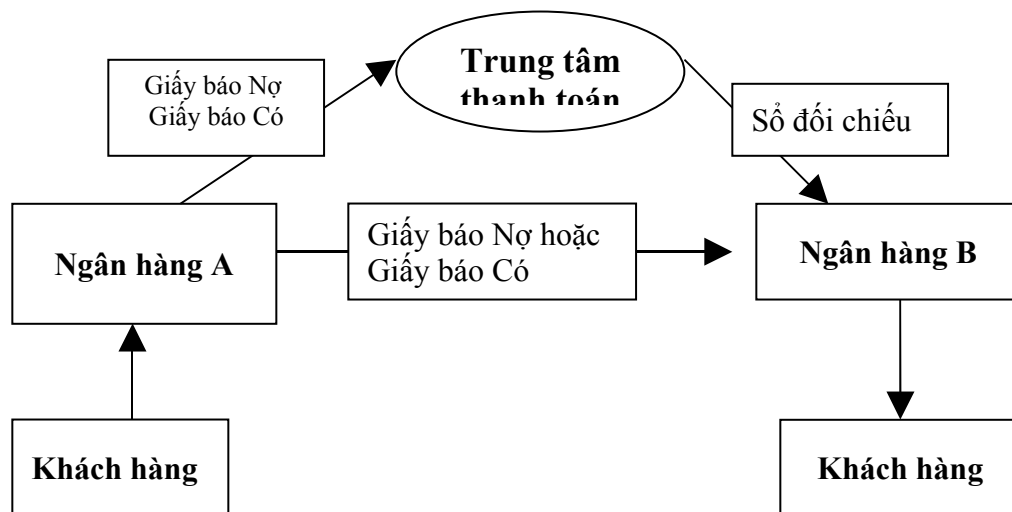 Trung tâm
thanh toán
Giấy báo Nợ
Giấy báo Có
Sổ đối chiếu
Ngân hàng A
Giấy báo Nợ hoặc
Giấy báo Có
Ngân hàng B
Khách hàng
Khách hàng